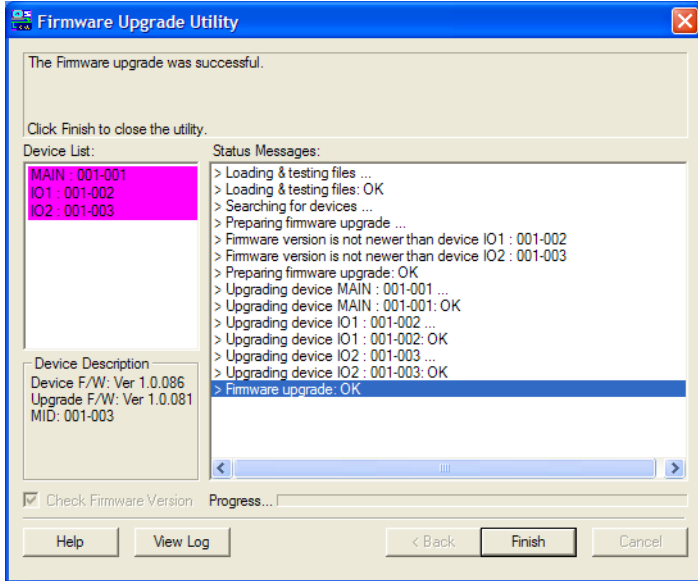 Firmware Upgrade Utility
The Firmware upgrade was successful.
Click Finish to close the utility.
Device List:
MAIN : 001-001
IO1 : 001-002
IO2 : 001-003
Status Messages:
> Loading & testing files ...
> Loading & testing files: OK
> Searching for devices ...
> Preparing firmware upgrade ...
> Firmware version is not newer than device IO1 : 001-002
> Firmware version is not newer than device IO2 : 001-003
> Preparing firmware upgrade: OK
> Upgrading device MAIN : 001-001 ...
> Upgrading device MAIN : 001-001: OK
> Upgrading device IO1 : 001-002 ...
> Upgrading device IO1 : 001-002: OK
> Upgrading device IO2 : 001-003 ...
> Upgrading device IO2 : 001-003: OK
> Firmware upgrade: OK
Device Description
Device F/W: Ver 1.0.086
Upgrade F/W: Ver 1.0.081
MID: 001-003
Check Firmware Version
Progress...
Help
View Log
< Back
Finish
Cancel